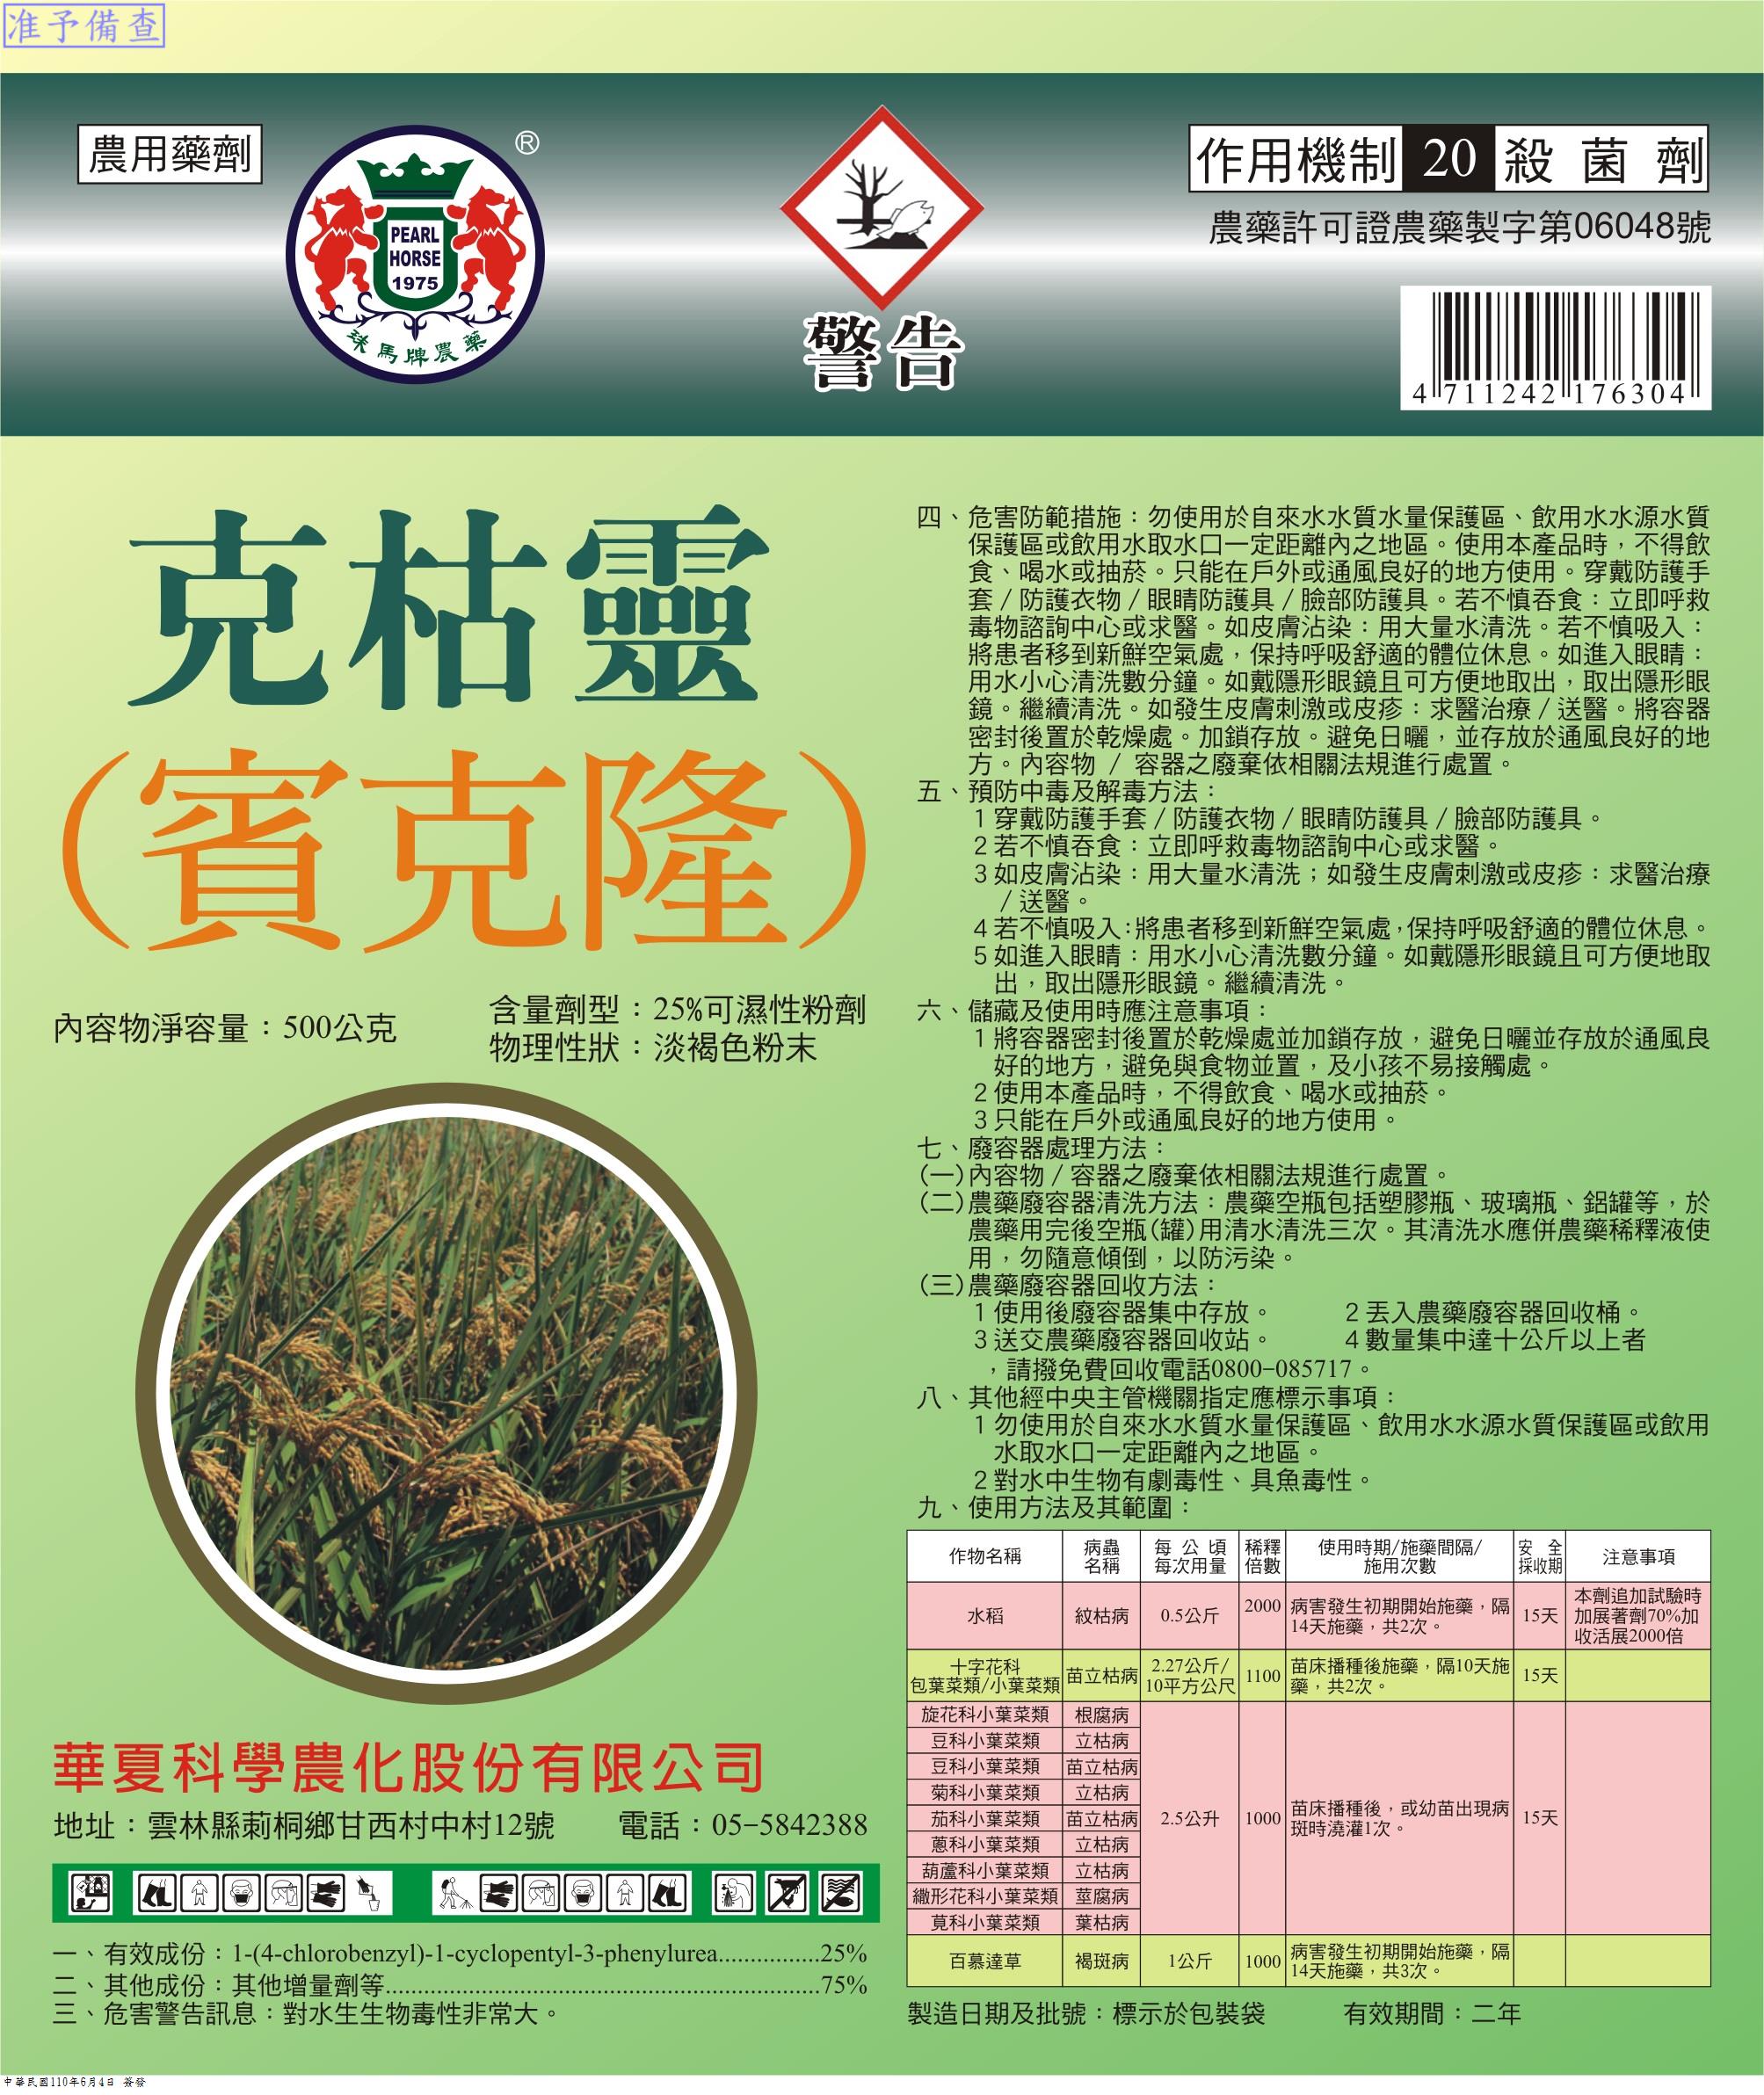 准予備查
農用藥劑
®
PEARL
HORSE
1975
珠馬牌農藥
警告
作用機制 20 殺菌劑
農藥許可證農藥製字第06048號
4 711242 176304
克枯靈
(賓克隆)
內容物淨容量：500公克
含量劑型：25%可濕性粉劑
物理性狀：淡褐色粉末
華夏科學農化股份有限公司
地址：雲林縣莿桐鄉甘西村中村12號 電話：05-5842388
一、有效成份：1-(4-chlorobenzyl)-1-cyclopentyl-3-phenylurea................25%
二、其他成份：其他增量劑等.....................................................................75%
三、危害警告訊息：對水生生物毒性非常大。
四、危害防範措施：勿使用於自來水水質水量保護區、飲用水水源水質
保護區或飲用水取水口一定距離內之地區。使用本產品時，不得飲
食、喝水或抽菸。只能在戶外或通風良好的地方使用。穿戴防護手
套/防護衣物/眼睛防護具/臉部防護具。若不慎吞食：立即呼救
毒物諮詢中心或求醫。如皮膚沾染：用大量水清洗。若不慎吸入：
將患者移到新鮮空氣處，保持呼吸舒適的體位休息。如進入眼睛：
用水小心清洗數分鐘。如戴隱形眼鏡且可方便地取出，取出隱形眼
鏡。繼續清洗。如發生皮膚刺激或皮疹：求醫治療/送醫。將容器
密封後置於乾燥處。加鎖存放。避免日曬，並存放於通風良好的地
方。內容物 / 容器之廢棄依相關法規進行處置。
五、預防中毒及解毒方法：
1穿戴防護手套/防護衣物/眼睛防護具/臉部防護具。
2若不慎吞食：立即呼救毒物諮詢中心或求醫。
3如皮膚沾染：用大量水清洗；如發生皮膚刺激或皮疹：求醫治療
/送醫。
4若不慎吸入：將患者移到新鮮空氣處，保持呼吸舒適的體位休息。
5如進入眼睛：用水小心清洗數分鐘。如戴隱形眼鏡且可方便地取
出，取出隱形眼鏡。繼續清洗。
六、儲藏及使用時應注意事項：
1將容器密封後置於乾燥處並加鎖存放，避免日曬並存放於通風良
好的地方，避免與食物並置，及小孩不易接觸處。
2使用本產品時，不得飲食、喝水或抽菸。
3只能在戶外或通風良好的地方使用。
七、廢容器處理方法：
(一)內容物/容器之廢棄依相關法規進行處置。
(二)農藥廢容器清洗方法：農藥空瓶包括塑膠瓶、玻璃瓶、鋁罐等，於
農藥用完後空瓶(罐)用清水清洗三次。其清洗水應併農藥稀釋液使
用，勿隨意傾倒，以防污染。
(三)農藥廢容器回收方法：
1使用後廢容器集中存放。 2丟入農藥廢容器回收桶。
3送交農藥廢容器回收站。 4數量集中達十公斤以上者
，請撥免費回收電話0800-085717。
八、其他經中央主管機關指定應標示事項：
1勿使用於自來水水質水量保護區、飲用水水源水質保護區或飲用
水取水口一定距離內之地區。
2對水中生物有劇毒性、具魚毒性。
九、使用方法及其範圍：
作物名稱 病蟲名稱 每公頃每次用量 稀釋倍數 使用時期/施藥間隔/施用次數 安全採收期 注意事項
水稻 紋枯病 0.5公斤 2000 病害發生初期開始施藥，隔14天施藥，共2次。 15天 本劑追加試驗時加展著劑70%加收活展2000倍
十字花科包葉菜類/小葉菜類 苗立枯病 2.27公斤/10平方公尺 1100 苗床播種後施藥，隔10天施藥，共2次。 15天
旋花科小葉菜類 根腐病
豆科小葉菜類 立枯病
豆科小葉菜類 苗立枯病
菊科小葉菜類 立枯病
茄科小葉菜類 苗立枯病 2.5公升 1000 苗床播種後，或幼苗出現病斑時澆灌1次。 15天
蔥科小葉菜類 立枯病
葫蘆科小葉菜類 立枯病
繖形花科小葉菜類 莖腐病
莧科小葉菜類 葉枯病
百慕達草 褐斑病 1公斤 1000 病害發生初期開始施藥，隔14天施藥，共3次。
製造日期及批號：標示於包裝袋 有效期間：二年
中華民國110年6月4日 簽發